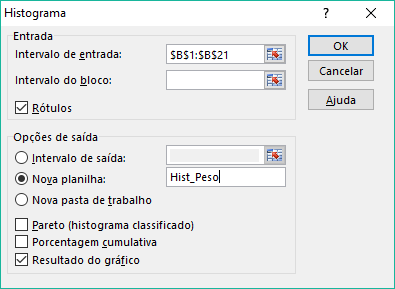 Histograma
?
×
Entrada
Intervalo de entrada:
$B$1:$B$21
Intervalo do bloco:
Rótulos
OK
Cancelar
Ajuda
Opções de saída
Intervalo de saída:
Nova planilha:
Hist_Peso
Nova pasta de trabalho
Pareto (histograma classificado)
Porcentagem cumulativa
Resultado do gráfico